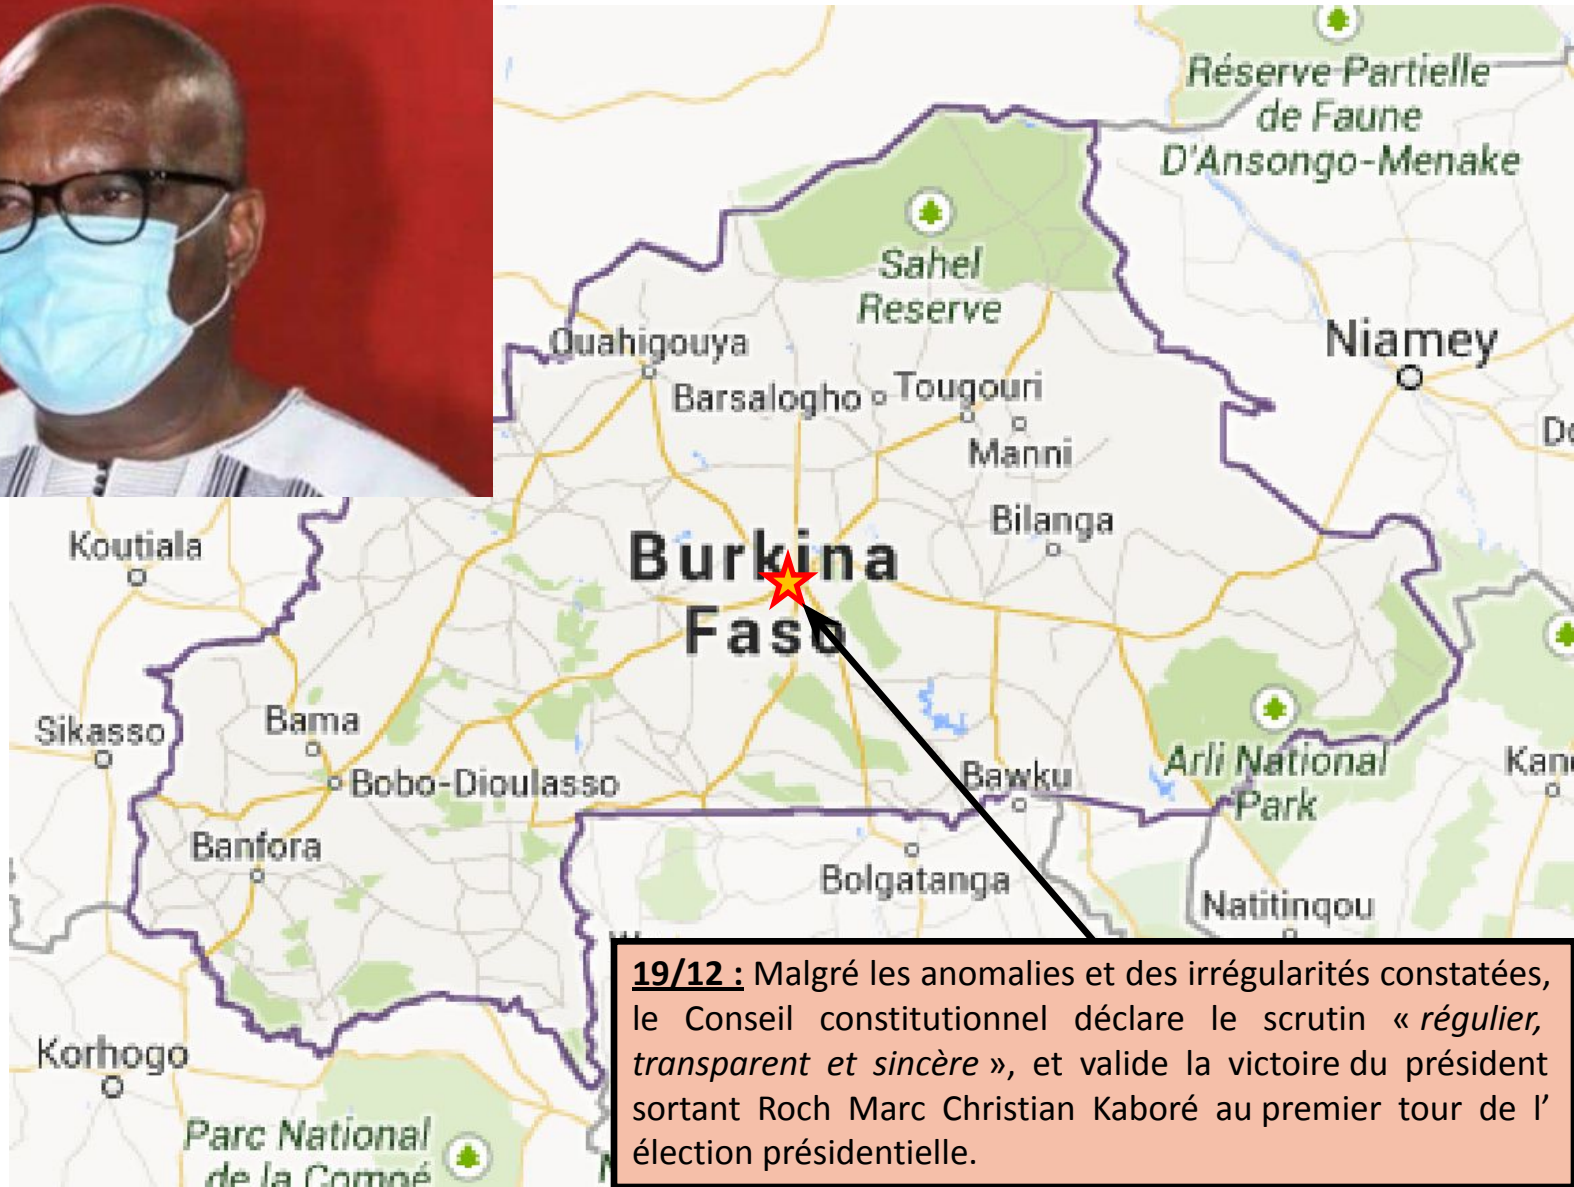 Réserve Partielle
de Faune
D'Ansongo-Menake
Sahel
Reserve
Ouahigouya
Niamey
Barsalogho
Tougouri
Manni
Koutiala
Bilanga
Burkina
Faso
Sikasso
Bama
Bobo-Dioulasso
Bawku
Arli National
Park
Banfora
Bolgatanga
Natitingou
19/12 : Malgré les anomalies et des irrégularités constatées,
le Conseil constitutionnel déclare le scrutin « régulier,
transparent et sincère », et valide la victoire du président
sortant Roch Marc Christian Kaboré au premier tour de l’
élection présidentielle.
Korhogo
Parc National
de la Comoé